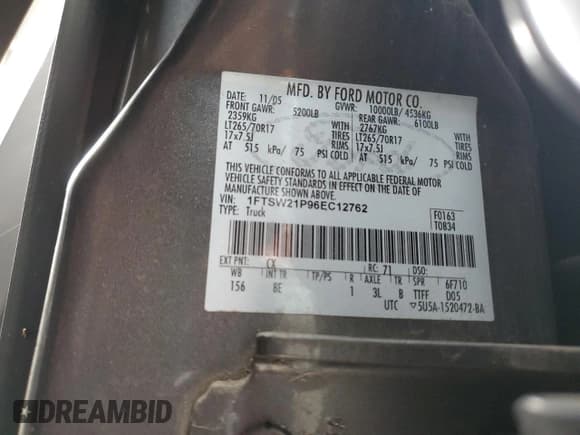 MFD. BY FORD MOTOR CO.
DATE: 11/05 GVWR: 10000LB/ 4536KG
FRONT GAWR: 5200LB REAR GAWR: 6100LB
2359KG 2767KG
LT265/70R17 TIRES LT265/70R17 TIRES
17x7.5J RIMS 17x7.5J RIMS
AT 515 kPa/ 75 PSI COLD AT 515 kPa/ 75 PSI COLD
THIS VEHICLE CONFORMS TO ALL APPLICABLE FEDERAL MOTOR
VEHICLE SAFETY STANDARDS IN EFFECT ON THE DATE OF
MANUFACTURE SHOWN ABOVE.
VIN: 1FTSW21P96EC12762
TYPE: Truck
F0163
T0834
EXT PNT: CX RC: 71 DSO:
WB INT TR TP/PS R AXLE TR SPR 6F710
156 BE 1 3L B TTFF D05
UTC ▽5U5A-1520472-BA
DREAMBID